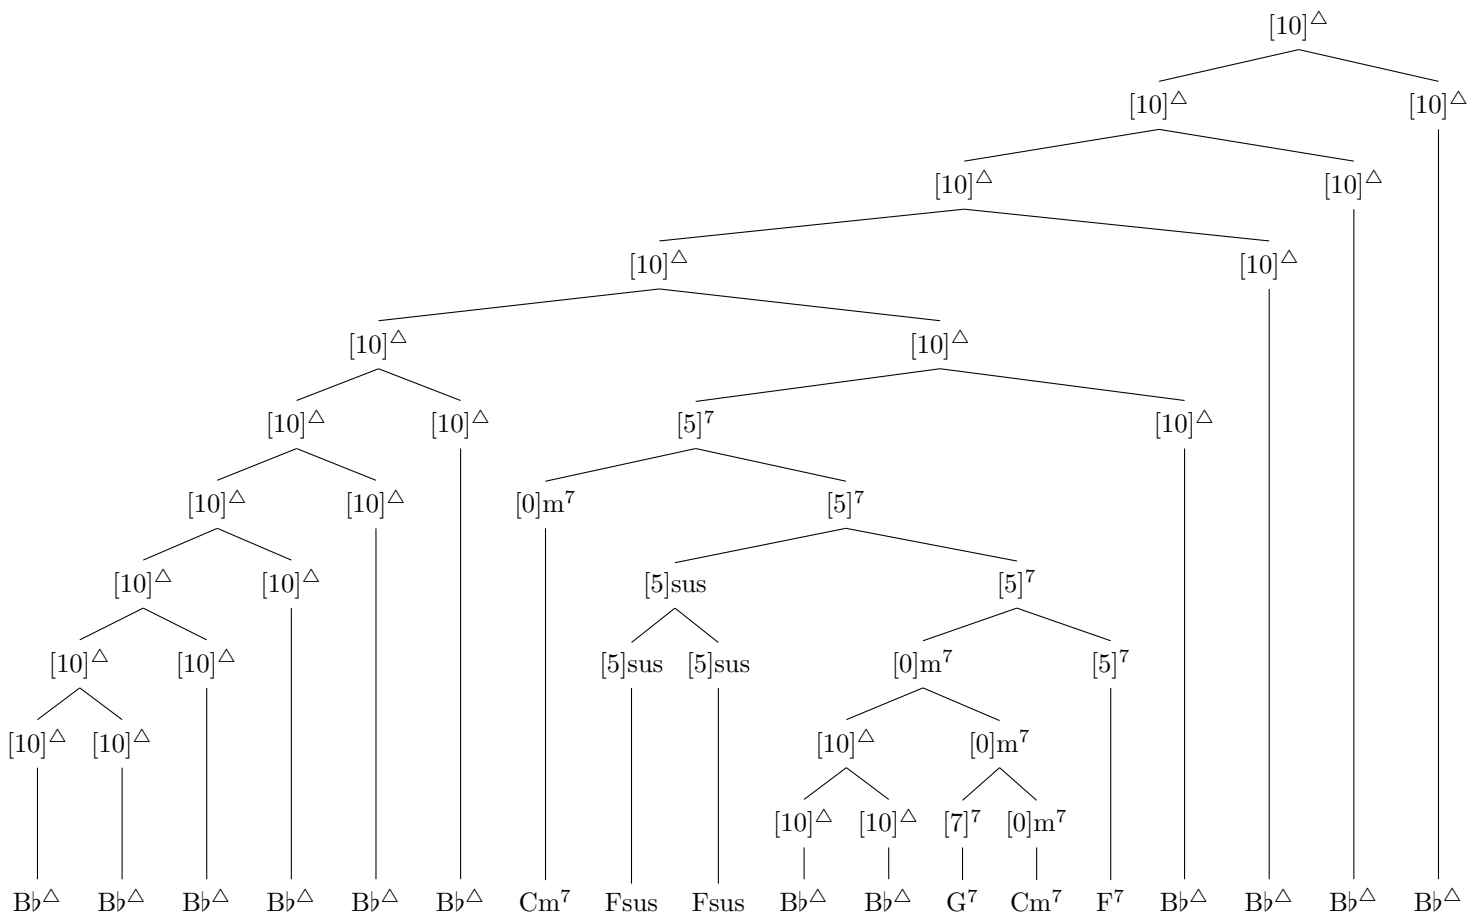 [10]△
[10]△ [10]△
[10]△ [10]△
[10]△ [10]△
[10]△ [10]△
[10]△ [10]△ [5]⁷ [10]△
[10]△ [10]△ [0]m⁷ [5]⁷
[10]△ [10]△ [5]sus [5]⁷
[10]△ [10]△ [5]sus [5]sus [0]m⁷ [5]⁷
[10]△ [10]△ [10]△ [0]m⁷
[10]△ [10]△ [7]⁷ [0]m⁷
B♭△ B♭△ B♭△ B♭△ B♭△ B♭△ Cm⁷ Fsus Fsus B♭△ B♭△ G⁷ Cm⁷ F⁷ B♭△ B♭△ B♭△ B♭△